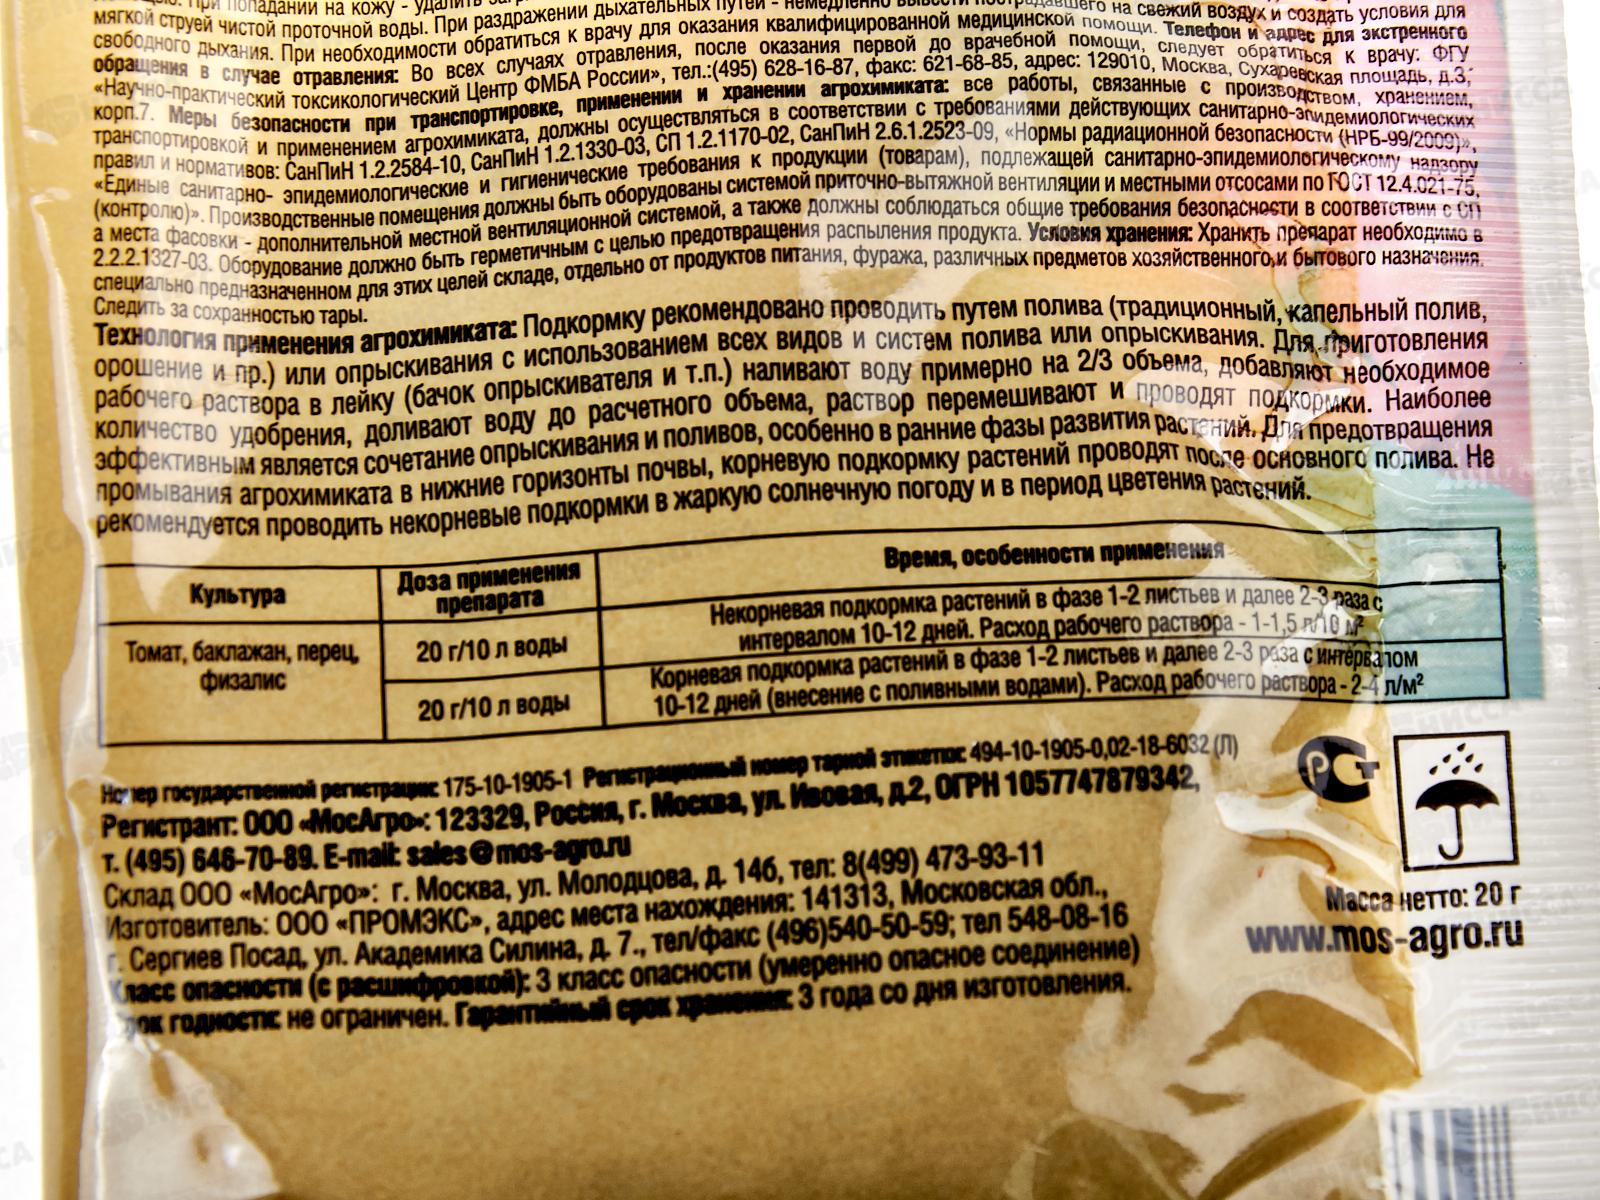 При попадании на кожу - удалить
мягкой струей чистой проточной воды. При раздражении дыхательных путей - немедленно вывести пострадавшего на свежий воздух и создать условия для
свободного дыхания. При необходимости обратиться к врачу для оказания квалифицированной медицинской помощи. Телефон и адрес для экстренного
обращения в случае отравления: Во всех случаях отравления, после оказания первой до врачебной помощи, следует обратиться к врачу: ФГУ
«Научно-практический токсикологический Центр ФМБА России», тел.:(495) 628-16-87, факс: 621-68-85, адрес: 129010, Москва, Сухаревская площадь, д.3,
корп.7. Меры безопасности при транспортировке, применении и хранении агрохимиката: все работы, связанные с производством, хранением,
транспортировкой и применением агрохимиката, должны осуществляться в соответствии с требованиями действующих санитарно-эпидемиологических
правил и нормативов: СанПиН 1.2.2584-10, СанПиН 1.2.1330-03, СП 1.2.1170-02, СанПиН 2.6.1.2523-09, «Нормы радиационной безопасности (НРБ-99/2009)»,
«Единые санитарно- эпидемиологические и гигиенические требования к продукции (товарам), подлежащей санитарно-эпидемиологическому надзору
(контролю)». Производственные помещения должны быть оборудованы системой приточно-вытяжной вентиляции и местными отсосами по ГОСТ 12.4.021-75,
а места фасовки - дополнительной местной вентиляционной системой, а также должны соблюдаться общие требования безопасности в соответствии с СП
2.2.2.1327-03. Оборудование должно быть герметичным с целью предотвращения распыления продукта. Условия хранения: Хранить препарат необходимо в
специально предназначенном для этих целей складе, отдельно от продуктов питания, фуража, различных предметов хозяйственного и бытового назначения.
Следить за сохранностью тары.
Технология применения агрохимиката: Подкормку рекомендовано проводить путем полива (традиционный, капельный полив,
орошение и пр.) или опрыскивания с использованием всех видов и систем полива или опрыскивания. Для приготовления
рабочего раствора в лейку (бачок опрыскивателя и т.п.) наливают воду примерно на 2/3 объема, добавляют необходимое
количество удобрения, доливают воду до расчетного объема, раствор перемешивают и проводят подкормки. Наиболее
эффективным является сочетание опрыскивания и поливов, особенно в ранние фазы развития растений. Для предотвращения
промывания агрохимиката в нижние горизонты почвы, корневую подкормку растений проводят после основного полива. Не
рекомендуется проводить некорневые подкормки в жаркую солнечную погоду и в период цветения растений.
Культура
Доза применения
препарата
Время, особенности применения
Томат, баклажан, перец,
физалис
20 г/10 л воды
Некорневая подкормка растений в фазе 1-2 листьев и далее 2-3 раза с
интервалом 10-12 дней. Расход рабочего раствора - 1-1,5 л/10 м²
20 г/10 л воды
Корневая подкормка растений в фазе 1-2 листьев и далее 2-3 раза с интервалом
10-12 дней (внесение с поливными водами). Расход рабочего раствора - 2-4 л/м²
Номер государственной регистрации: 175-10-1905-1 Регистрационный номер тарной этикетки: 494-10-1905-0,02-18-6032 (Л)
Регистрант: ООО «МосАгро»: 123329, Россия, г. Москва, ул. Ивовая, д.2, ОГРН 1057747879342,
т. (495) 646-70-89. E-mail: sales@mos-agro.ru
Склад ООО «МосАгро»: г. Москва, ул. Молодцова, д. 14б, тел: 8(499) 473-93-11
Изготовитель: ООО «ПРОМЭКС», адрес места нахождения: 141313, Московская обл.,
г. Сергиев Посад, ул. Академика Силина, д. 7., тел/факс (496)540-50-59; тел 548-08-16
Класс опасности (с расшифровкой): 3 класс опасности (умеренно опасное соединение)
Срок годности: не ограничен. Гарантийный срок хранения: 3 года со дня изготовления.
РСТ
Масса нетто: 20 г
www.mos-agro.ru